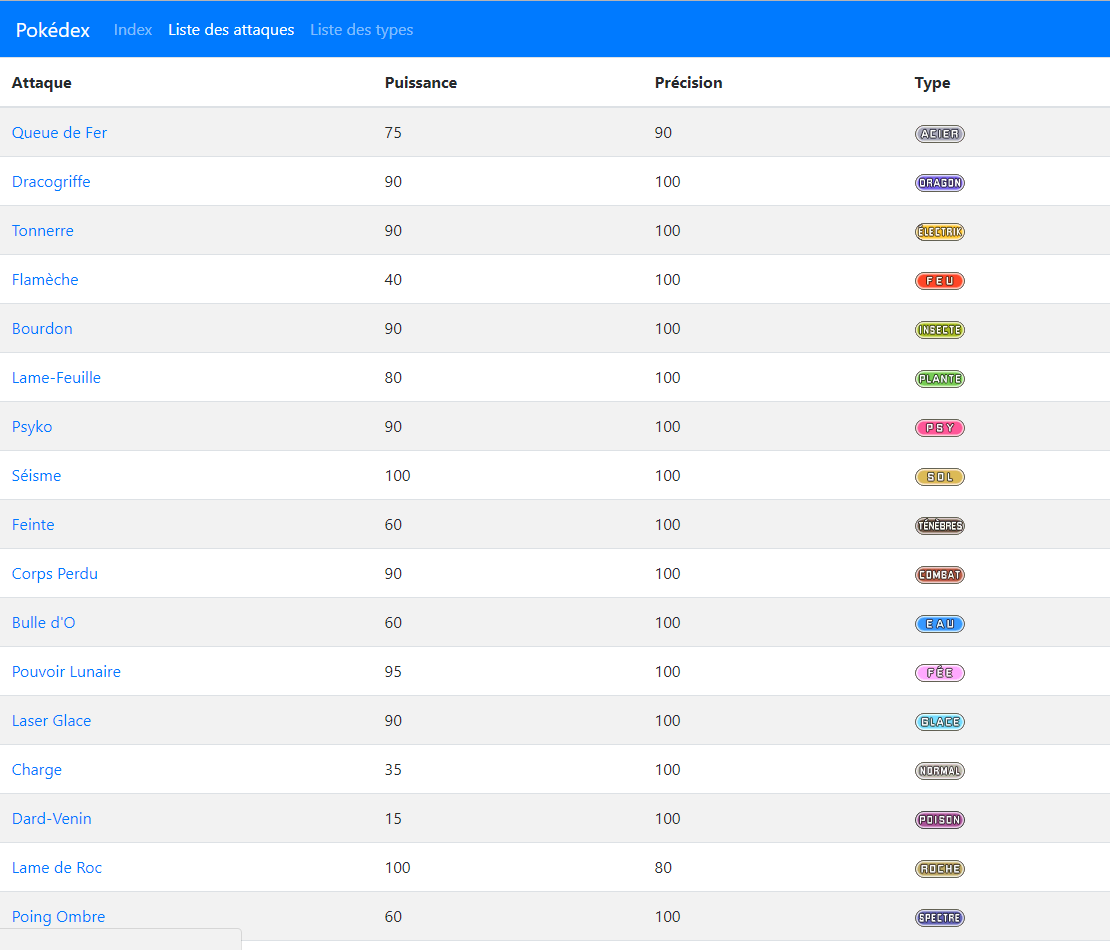 Pokédex Index Liste des attaques Liste des types
Attaque Puissance Précision Type
Queue de Fer 75 90 ACIER
Dracogriffe 90 100 DRAGON
Tonnerre 90 100 ÉLECTRIK
Flamèche 40 100 FEU
Bourdon 90 100 INSECTE
Lame-Feuille 80 100 PLANTE
Psyko 90 100 PSY
Séisme 100 100 SOL
Feinte 60 100 TÉNÈBRES
Corps Perdu 90 100 COMBAT
Bulle d'O 60 100 EAU
Pouvoir Lunaire 95 100 FÉE
Laser Glace 90 100 GLACE
Charge 35 100 NORMAL
Dard-Venin 15 100 POISON
Lame de Roc 100 80 ROCHE
Poing Ombre 60 100 SPECTRE